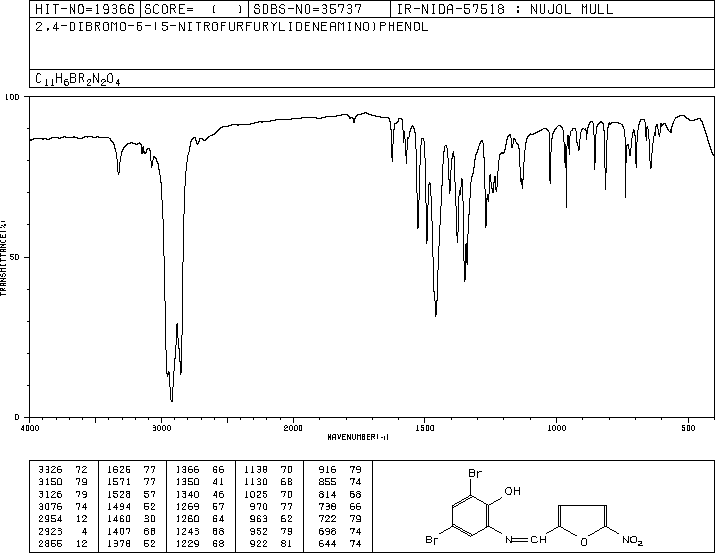 HIT-NO=19366 SCORE= ( ) SDBS-NO=35737 IR-NIDA-57518 : NUJOL MULL
2,4-DIBROMO-6-(5-NITROFURFURYLIDENEAMINO)PHENOL
C11H6BR2N2O4
100
50
0
TRANSMITTANCE(%)
4000 3000 2000 1500 1000 500
WAVENUMBER(-1)
3326 72 1626 77 1366 66 1138 70 916 79
3150 79 1571 77 1350 41 1130 68 855 74
3126 79 1528 57 1340 46 1025 70 814 68
3076 74 1494 52 1269 57 970 77 738 66
2954 12 1460 30 1260 64 963 62 722 79
2923 4 1407 68 1243 68 952 79 698 74
2866 12 1378 52 1229 68 922 81 644 74
Br
OH
Br
N=CH
O
NO2